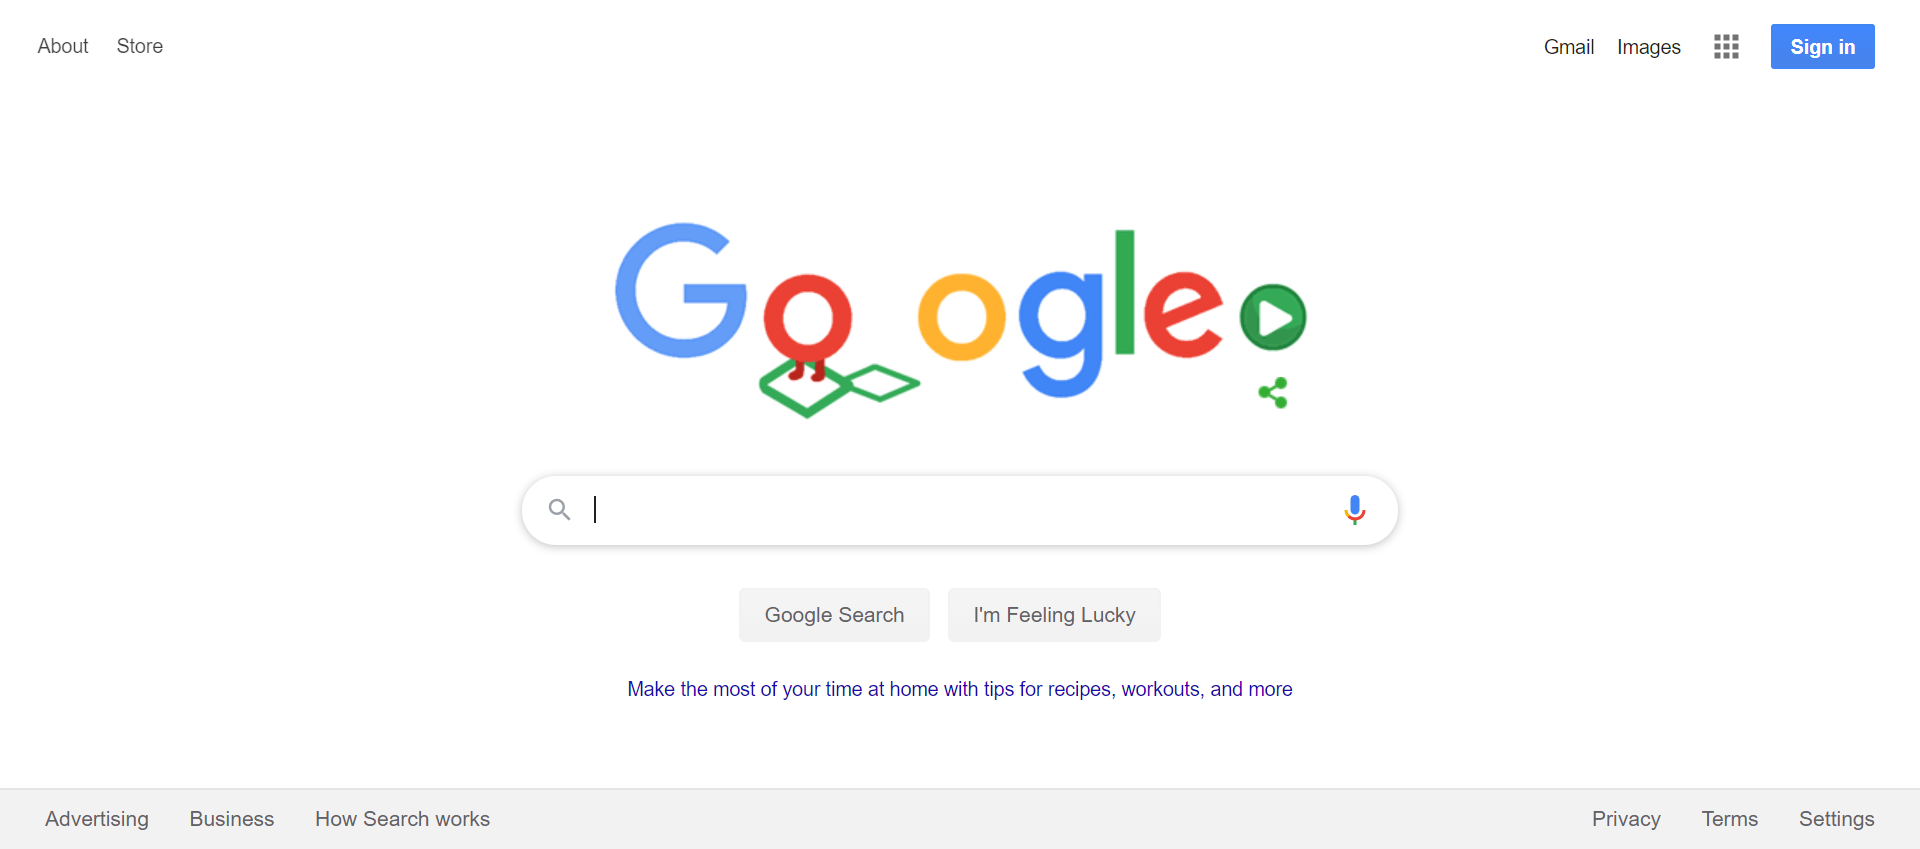 About Store
Gmail Images Sign in
Google
Google Search I'm Feeling Lucky
Make the most of your time at home with tips for recipes, workouts, and more
Advertising Business How Search works
Privacy Terms Settings